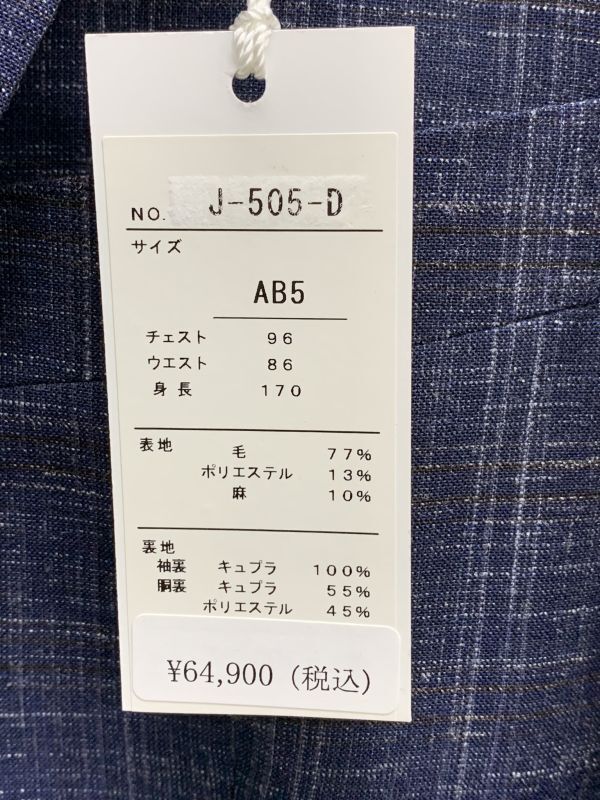 NO. J-505-D
サイズ
AB5
チェスト 96
ウエスト 86
身長 170
表地 毛 77%
ポリエステル 13%
麻 10%
裏地
袖裏 キュプラ 100%
胴裏 キュプラ 55%
ポリエステル 45%
¥64,900（税込）